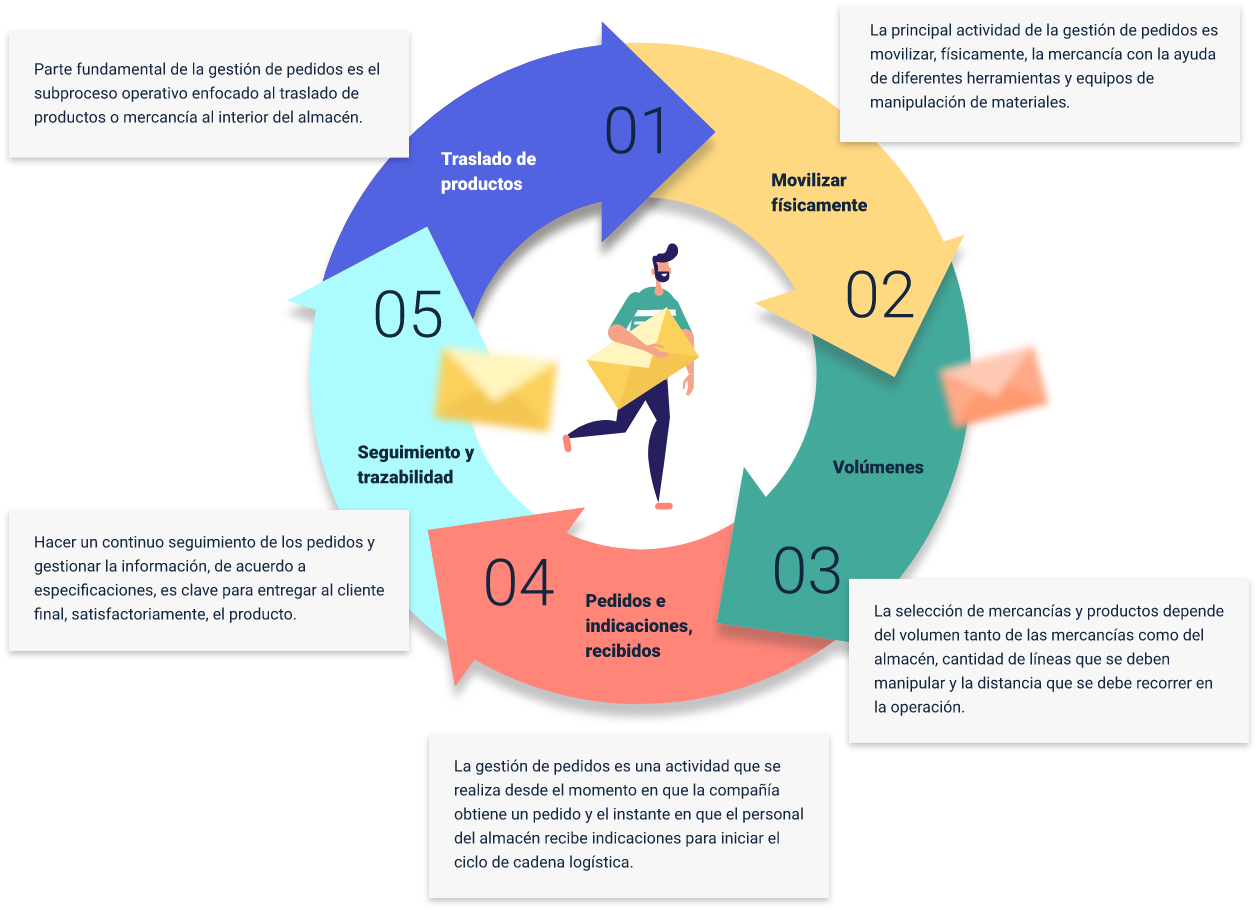 01
Traslado de
productos
Parte fundamental de la gestión de pedidos es el
subproceso operativo enfocado al traslado de
productos o mercancía al interior del almacén.
02
Movilizar
físicamente
La principal actividad de la gestión de pedidos es
movilizar, físicamente, la mercancía con la ayuda
de diferentes herramientas y equipos de
manipulación de materiales.
03
Volúmenes
La selección de mercancías y productos depende
del volumen tanto de las mercancías como del
almacén, cantidad de líneas que se deben
manipular y la distancia que se debe recorrer en
la operación.
04
Pedidos e
indicaciones,
recibidos
La gestión de pedidos es una actividad que se
realiza desde el momento en que la compañía
obtiene un pedido y el instante en que el personal
del almacén recibe indicaciones para iniciar el
ciclo de cadena logística.
05
Seguimiento y
trazabilidad
Hacer un continuo seguimiento de los pedidos y
gestionar la información, de acuerdo a
especificaciones, es clave para entregar al cliente
final, satisfactoriamente, el producto.